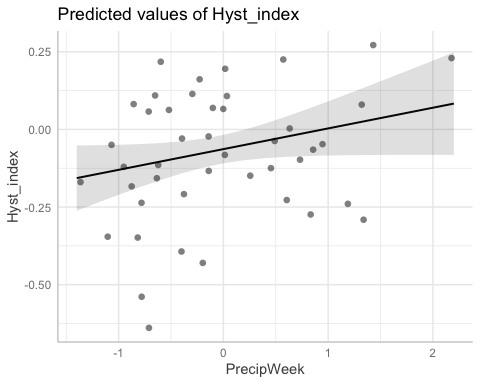 Predicted values of Hyst_index
0.25
0.00
-0.25
-0.50
Hyst_index
-1
0
1
2
PrecipWeek